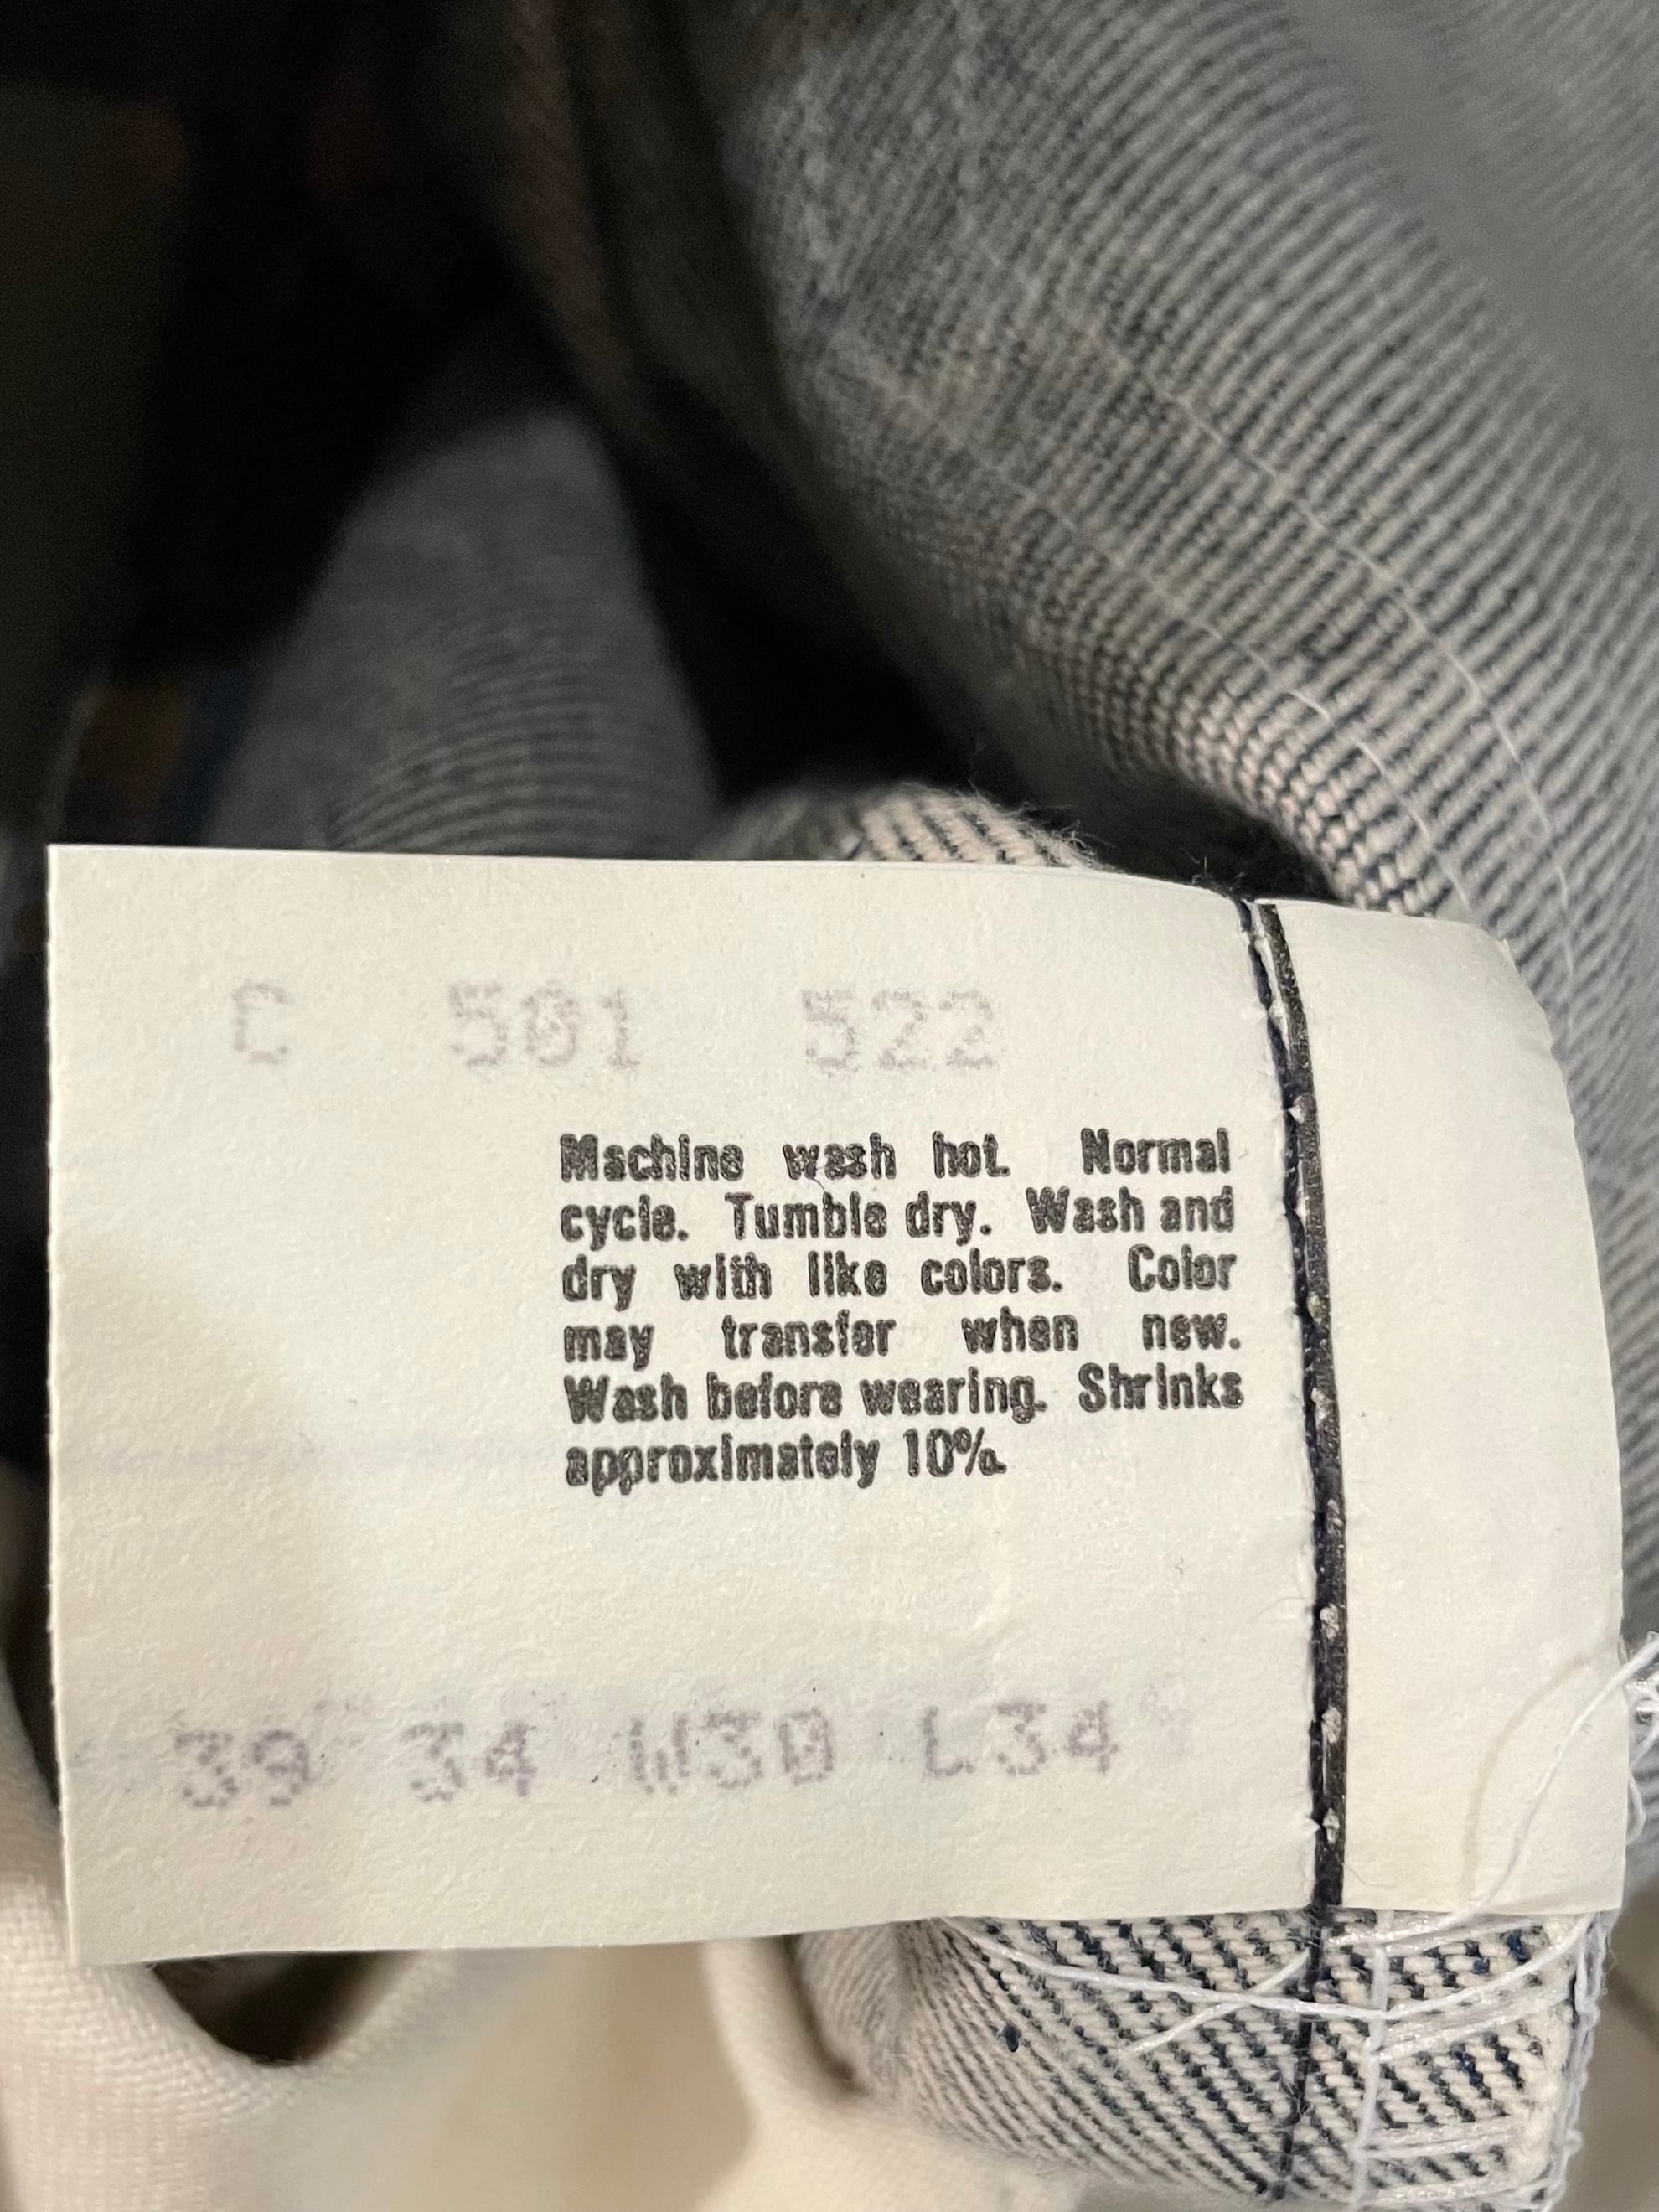 C 501 522
Machine wash hot. Normal
cycle. Tumble dry. Wash and
dry with like colors. Color
may transfer when new.
Wash before wearing. Shrinks
approximately 10%.
39 34 W30 L34